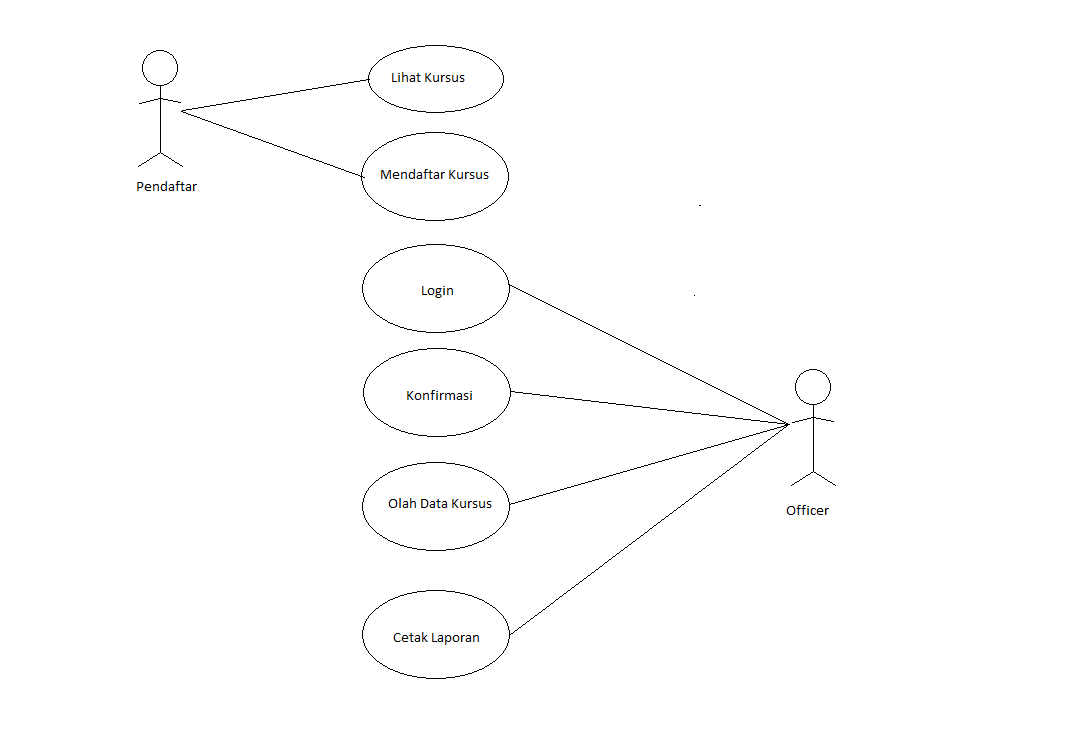 Lihat Kursus
Mendaftar Kursus
Pendaftar
Login
Konfirmasi
Olah Data Kursus
Officer
Cetak Laporan